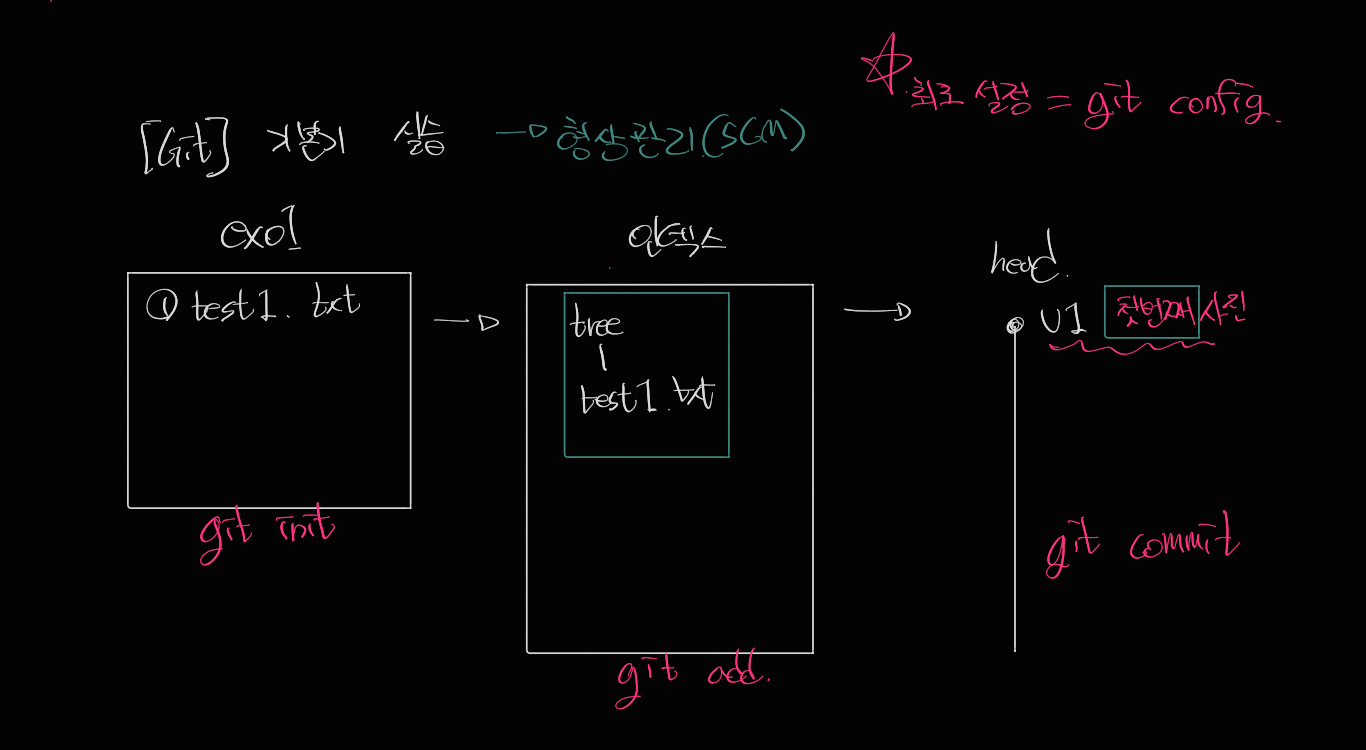 ☆ 최초 설정 = git config.
[Git] 기본기 실습 → 형상관리(SCM)
ex01
인덱스
head.
① test1. txt
tree
test1. txt
V1 첫번째 사진
git init
git commit
git add.